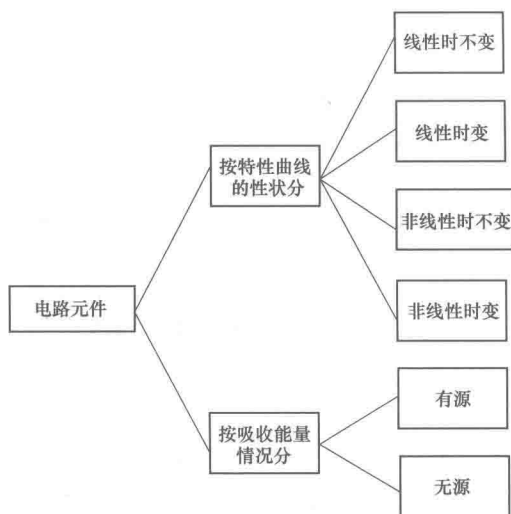 电路元件
按特性曲线
的性状分
线性时不变
线性时变
非线性时不变
非线性时变
按吸收能量
情况分
有源
无源